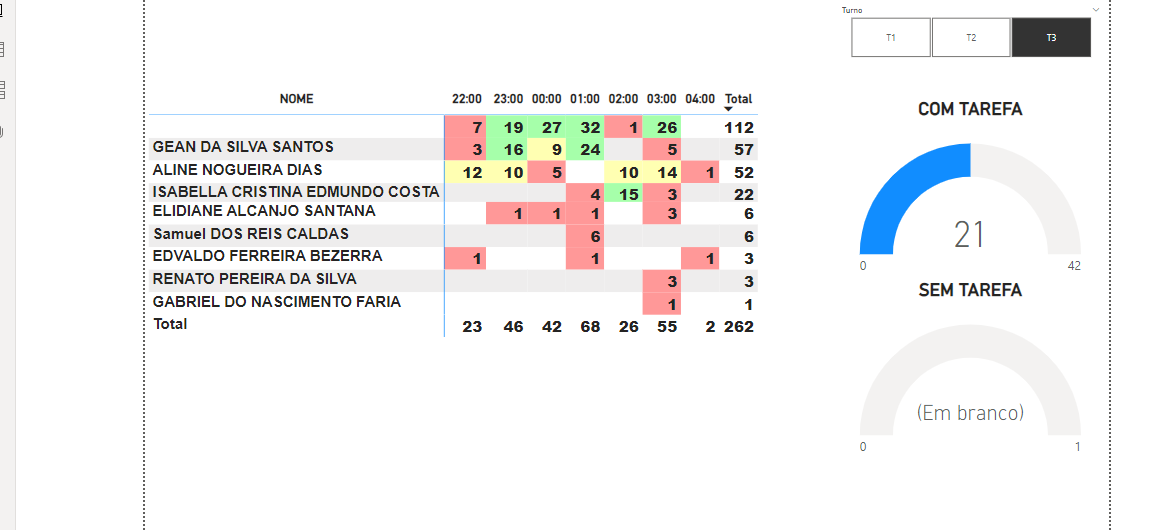 Turno
T1 T2 T3
NOME 22:00 23:00 00:00 01:00 02:00 03:00 04:00 Total
7 19 27 32 1 26 112
GEAN DA SILVA SANTOS 3 16 9 24 5 57
ALINE NOGUEIRA DIAS 12 10 5 10 14 1 52
ISABELLA CRISTINA EDMUNDO COSTA 4 15 3 22
ELIDIANE ALCANJO SANTANA 1 1 1 3 6
Samuel DOS REIS CALDAS 6 6
EDVALDO FERREIRA BEZERRA 1 1 1 3
RENATO PEREIRA DA SILVA 3 3
GABRIEL DO NASCIMENTO FARIA 1 1
Total 23 46 42 68 26 55 2 262
COM TAREFA
21
0 42
SEM TAREFA
(Em branco)
0 1